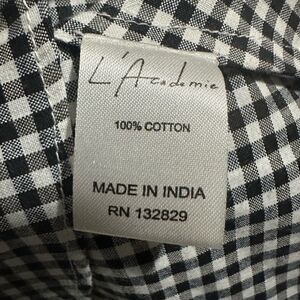 L'Academie
100% COTTON
MADE IN INDIA
RN 132829